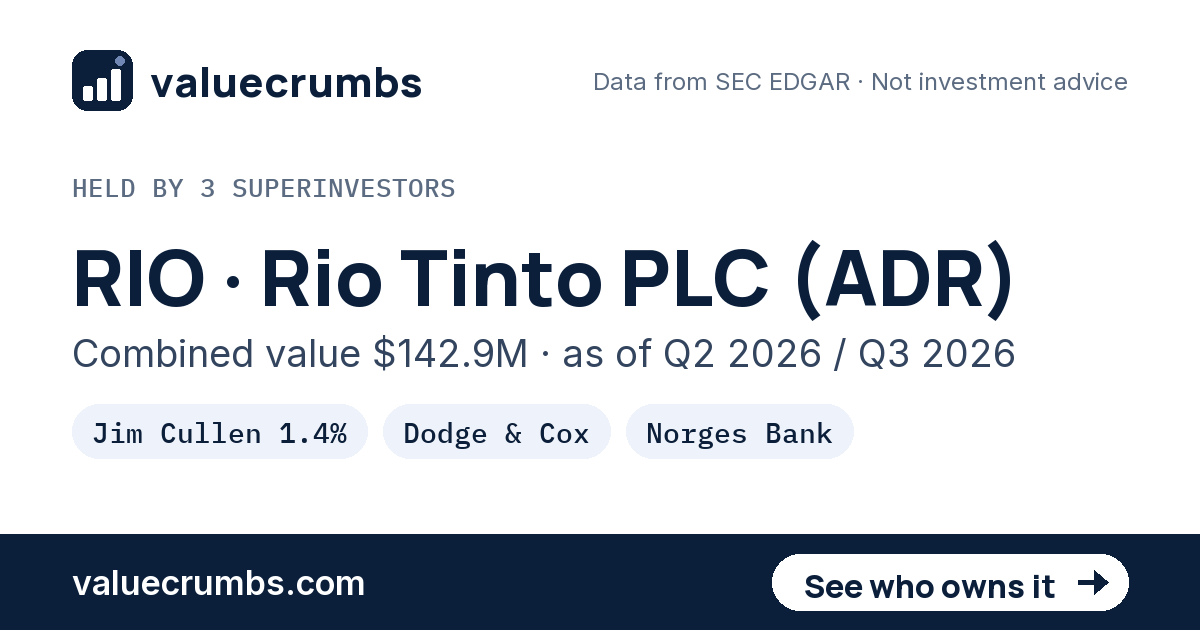 valuecrumbs
Data from SEC EDGAR · Not investment advice
HELD BY 3 SUPERINVESTORS
RIO · Rio Tinto PLC (ADR)
Combined value $142.9M · as of Q2 2026 / Q3 2026
Jim Cullen 1.4% Dodge & Cox Norges Bank
valuecrumbs.com
See who owns it →